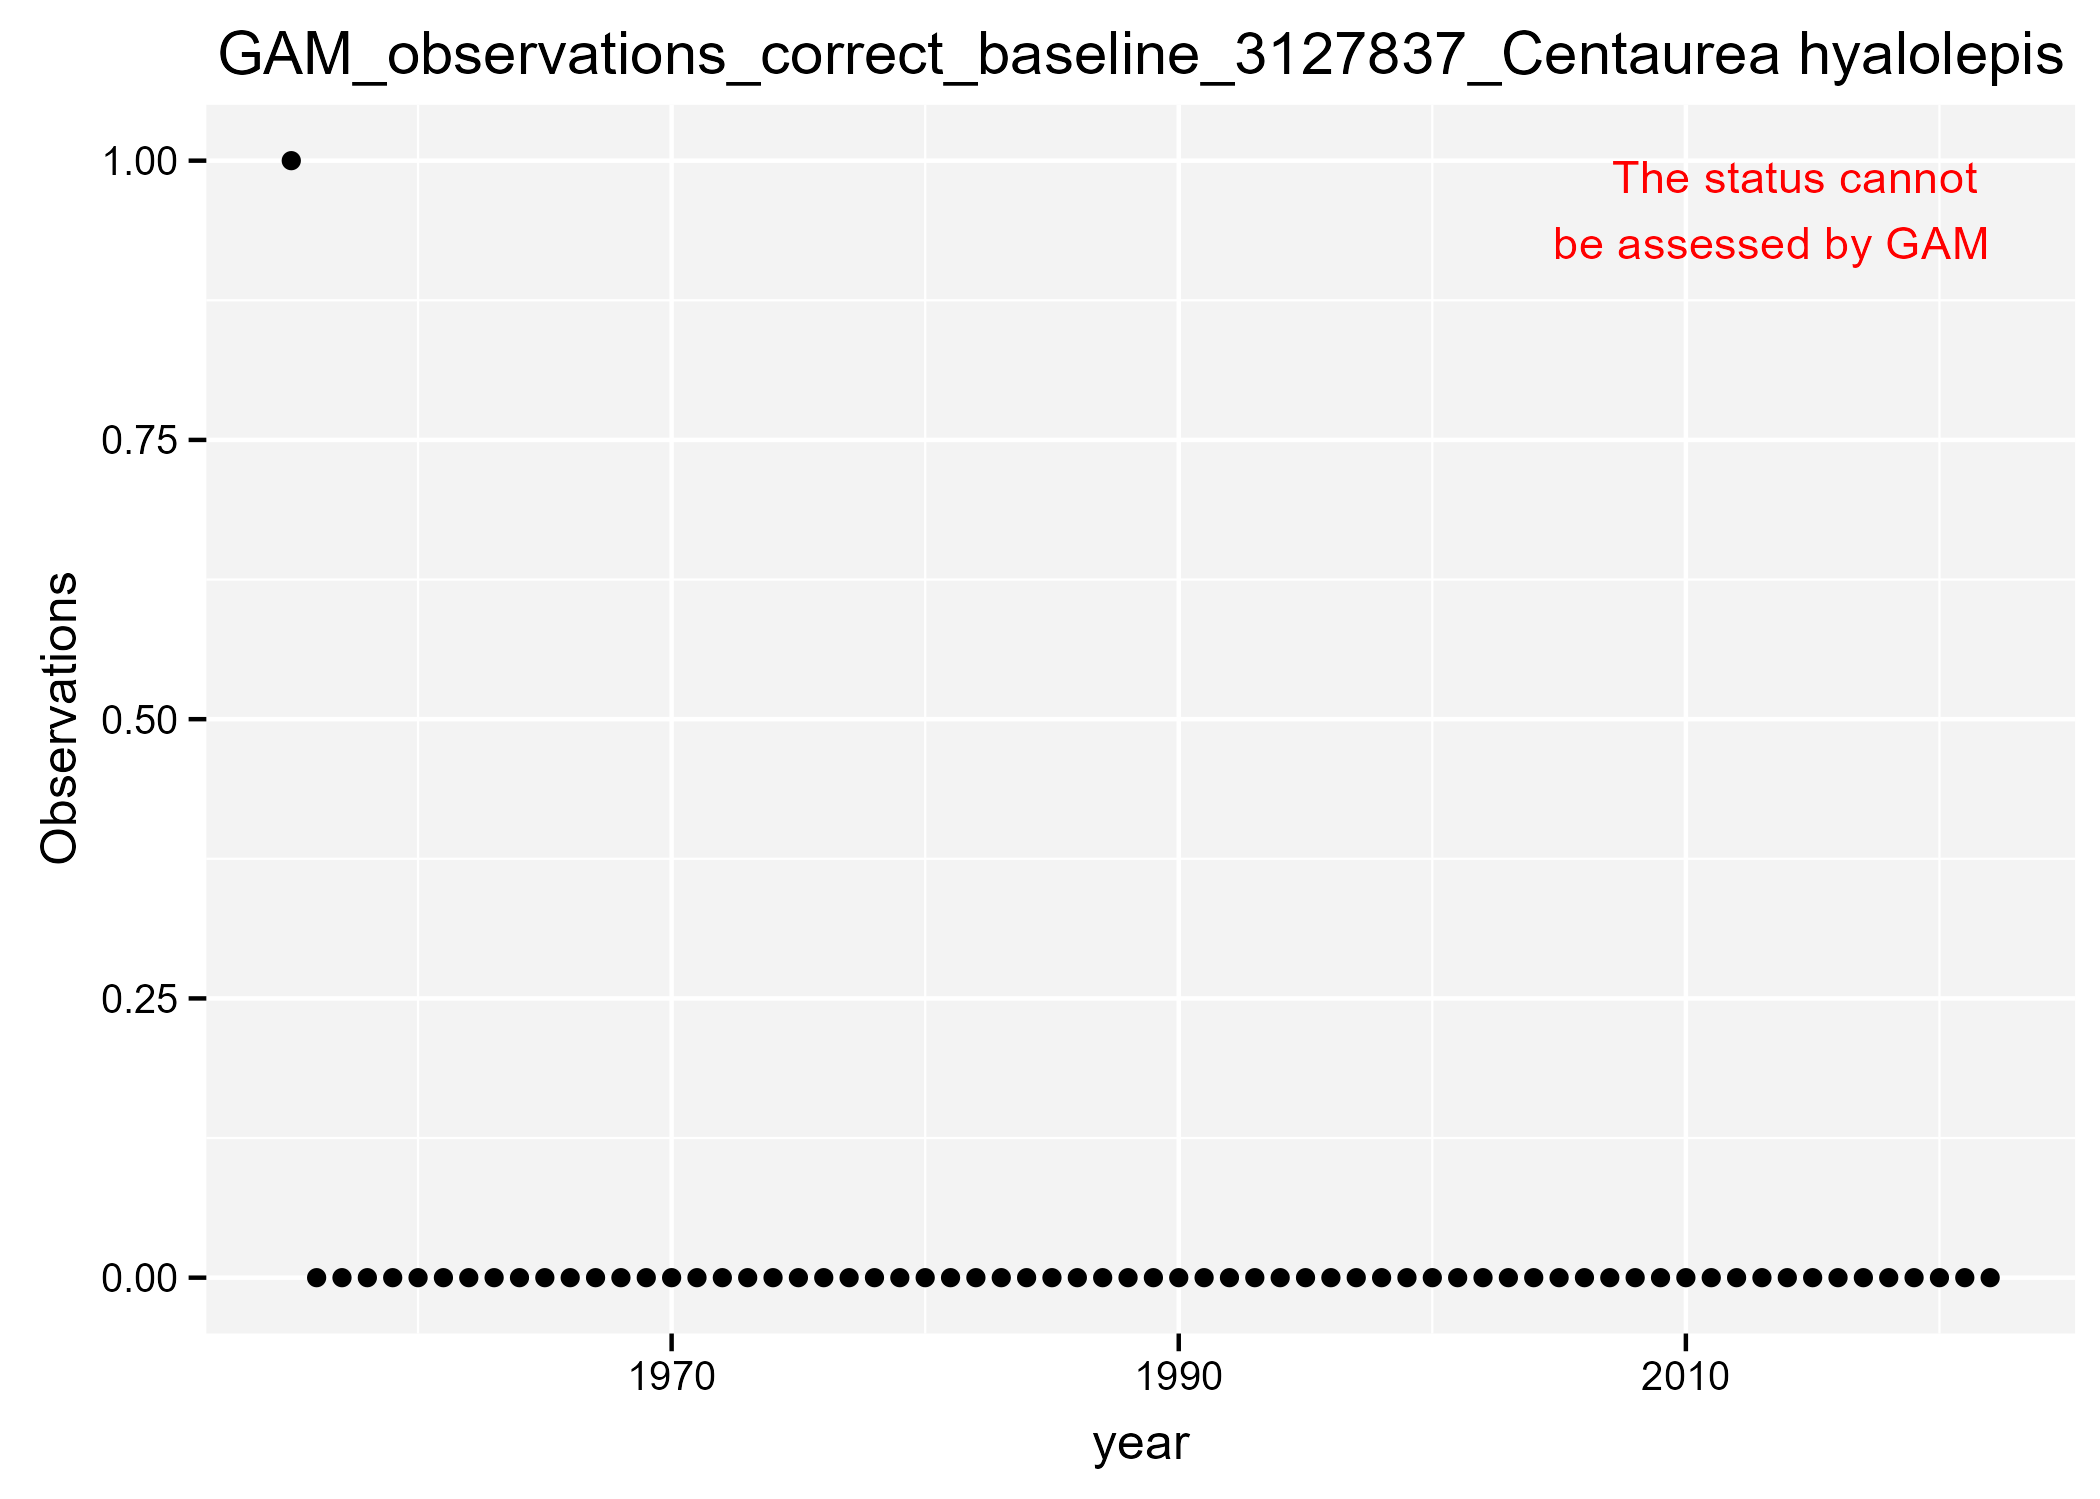 GAM_observations_correct_baseline_3127837_Centaurea hyalolepis
The status cannot
be assessed by GAM
1.00
0.75
0.50
0.25
0.00
Observations
1970
1990
2010
year